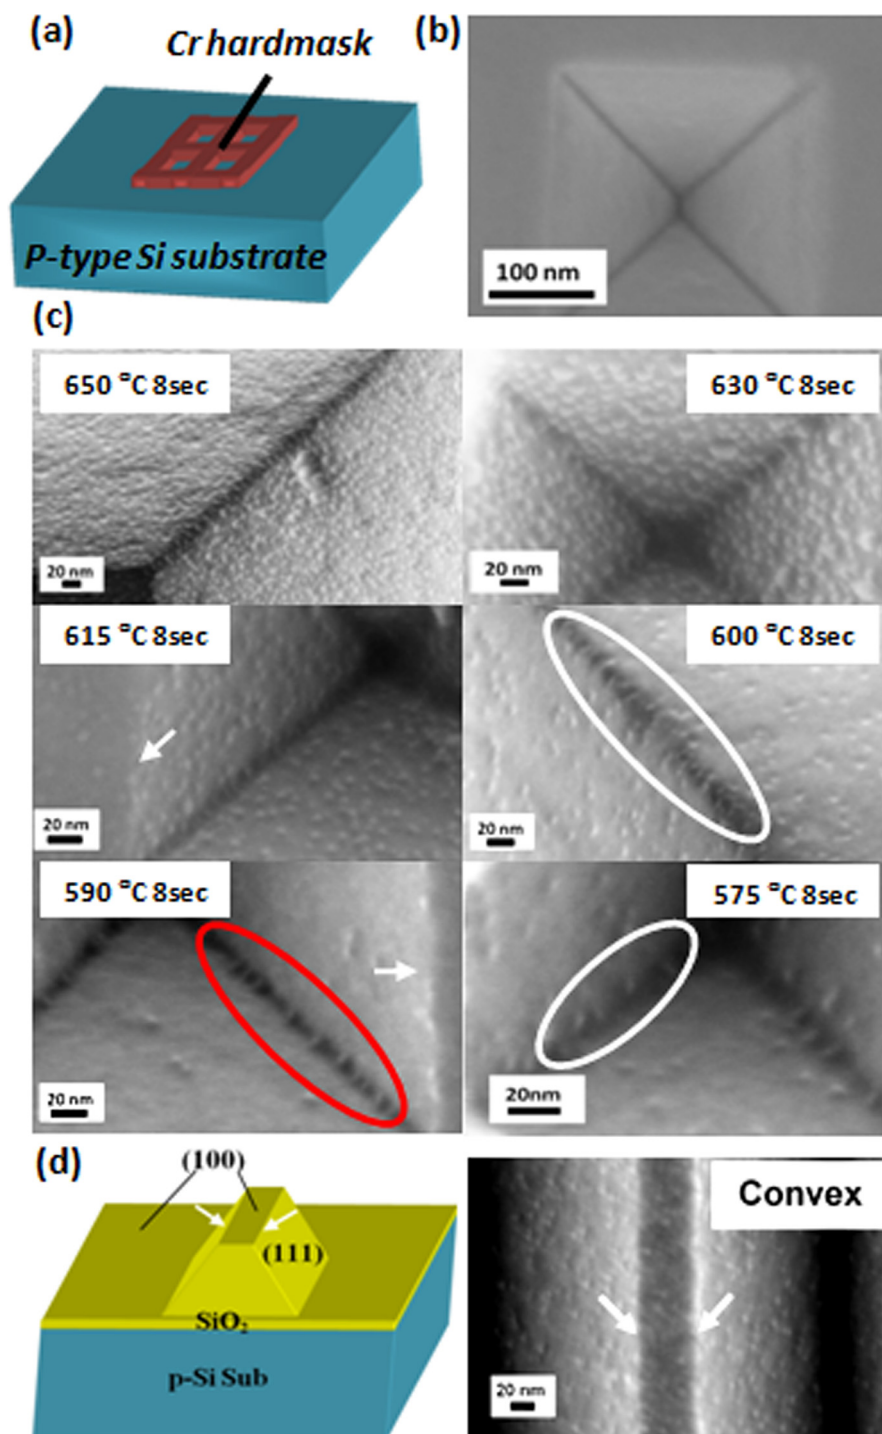 (a)
Cr hardmask
P-type Si substrate
(b)
100 nm
(c)
650 °C 8sec
20 nm
630 °C 8sec
20 nm
615 °C 8sec
20 nm
600 °C 8sec
20 nm
590 °C 8sec
20 nm
575 °C 8sec
20nm
(d)
(100)
(111)
SiO₂
p-Si Sub
Convex
20 nm